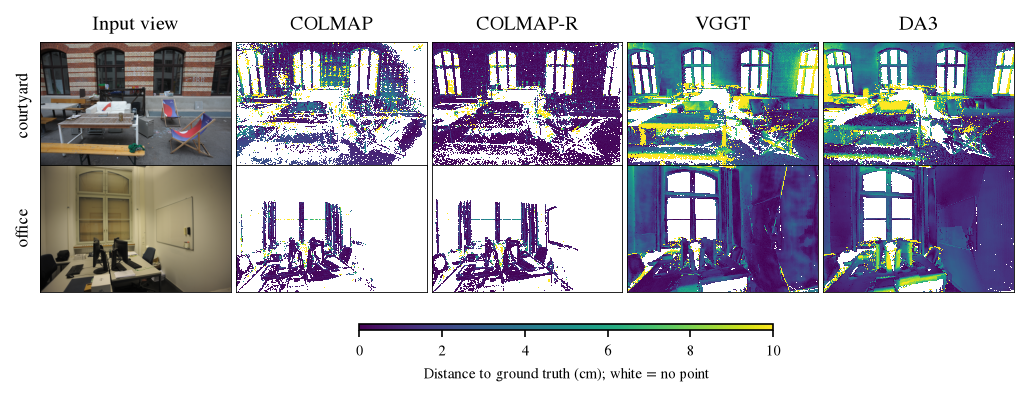 Input view COLMAP COLMAP-R VGGT DA3
courtyard
office
0 2 4 6 8 10
Distance to ground truth (cm); white = no point